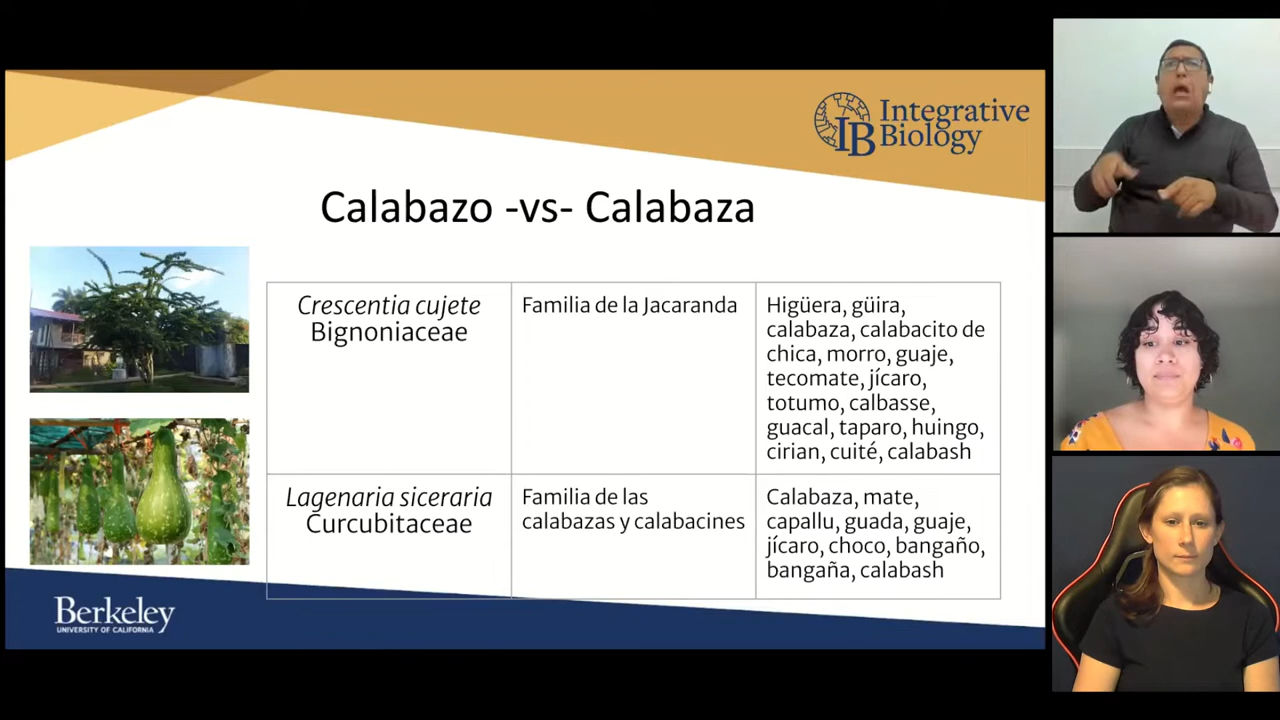 Integrative
IB Biology
Calabazo -vs- Calabaza
Crescentia cujete
Bignoniaceae
Familia de la Jacaranda
Higüera, güira,
calabaza, calabacito de
chica, morro, guaje,
tecomate, jícaro,
totumo, calbasse,
guacal, taparo, huingo,
cirian, cuité, calabash
Lagenaria siceraria
Curcubitaceae
Familia de las
calabazas y calabacines
Calabaza, mate,
capallu, guada, guaje,
jícaro, choco, bangaño,
bangaña, calabash
Berkeley
UNIVERSITY OF CALIFORNIA